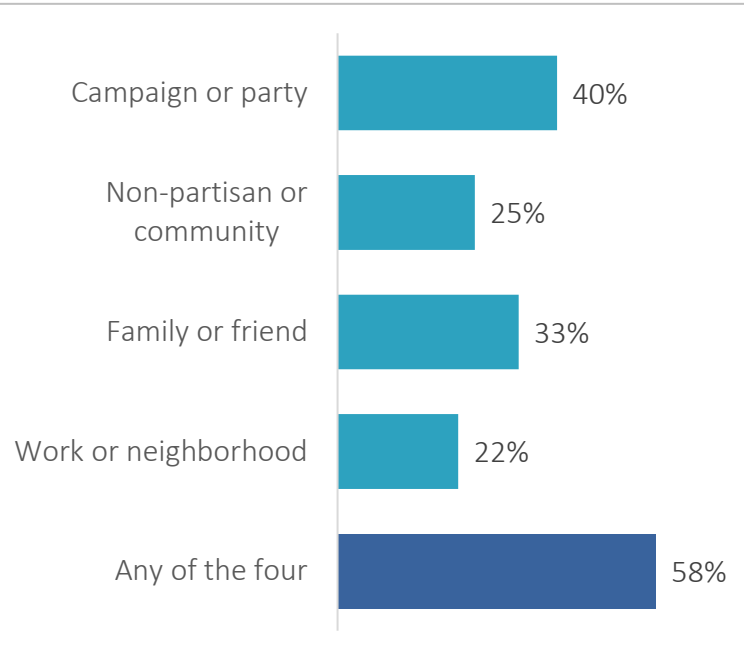 Campaign or party
40%
Non-partisan or
community
25%
Family or friend
33%
Work or neighborhood
22%
Any of the four
58%